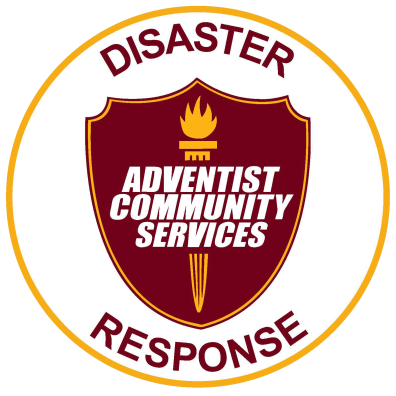 DISASTER
ADVENTIST
COMMUNITY
SERVICES
RESPONSE